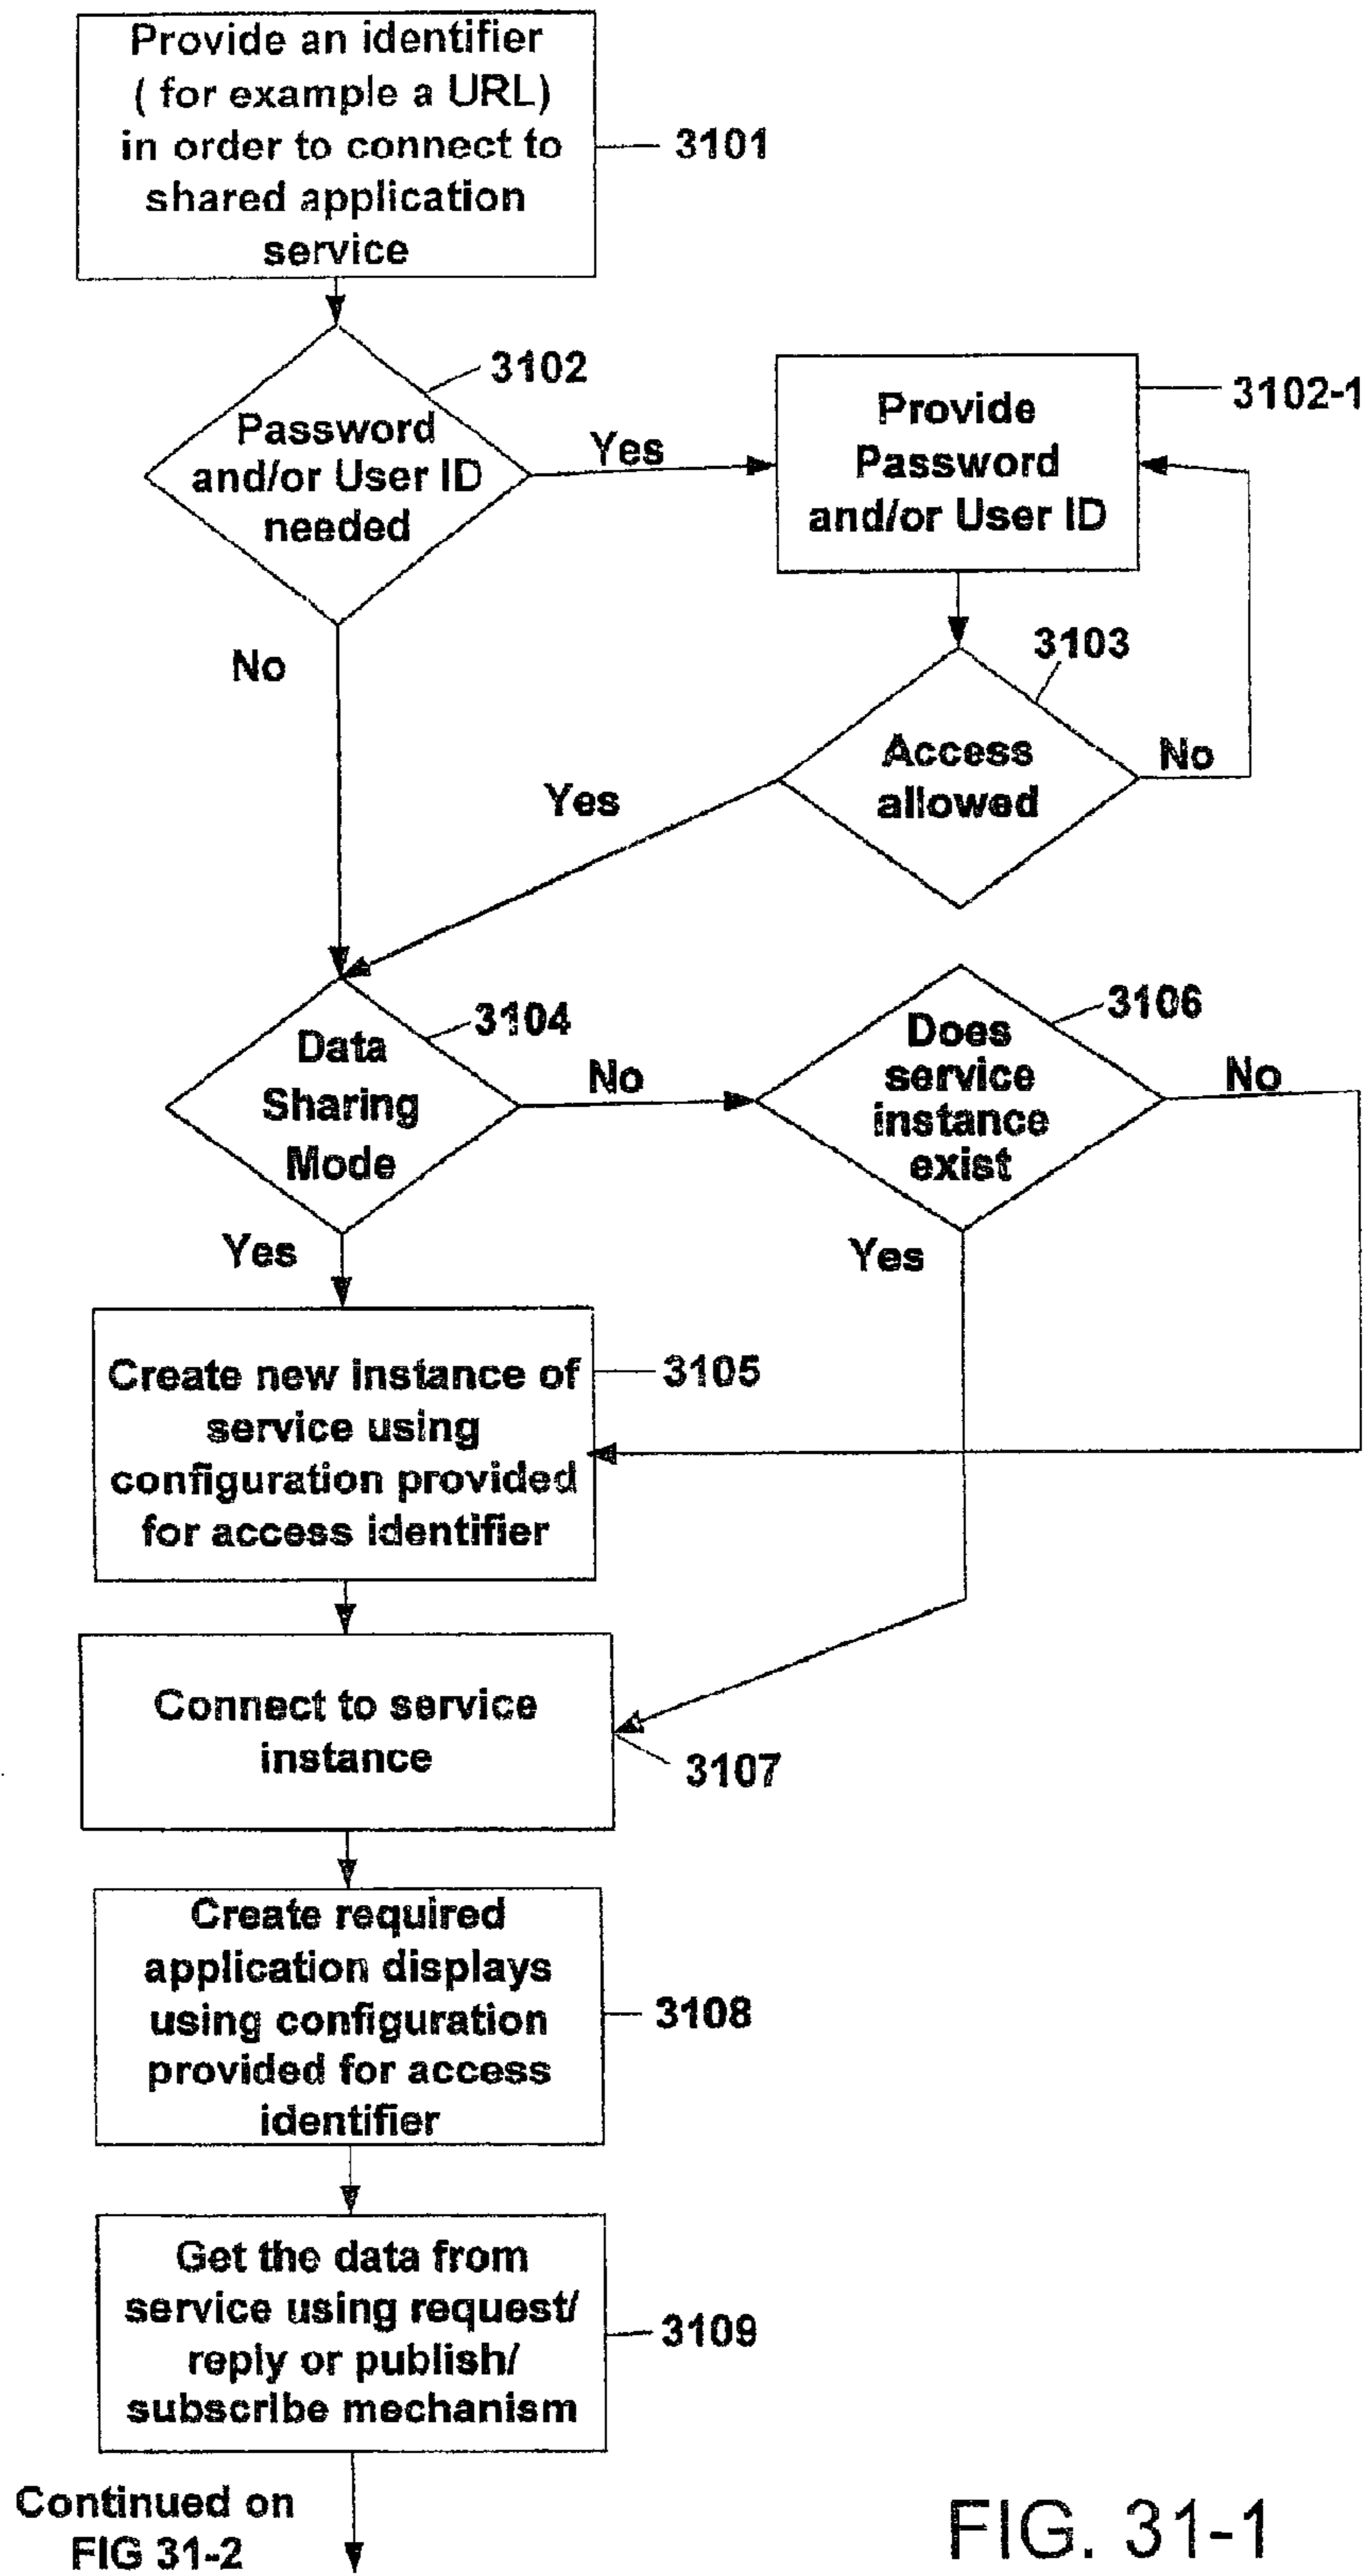 Provide an identifier
( for example a URL)
in order to connect to
shared application
service
3101
3102
Password
and/or User ID
needed
Yes
No
Provide
Password
and/or User ID
3102-1
3103
Access
allowed
No
Yes
3104
Data
Sharing
Mode
No
Yes
3106
Does
service
instance
exist
No
Yes
Create new instance of
service using
configuration provided
for access identifier
3105
Connect to service
instance
3107
Create required
application displays
using configuration
provided for access
identifier
3108
Get the data from
service using request/
reply or publish/
subscribe mechanism
3109
Continued on
FIG 31-2
FIG. 31-1